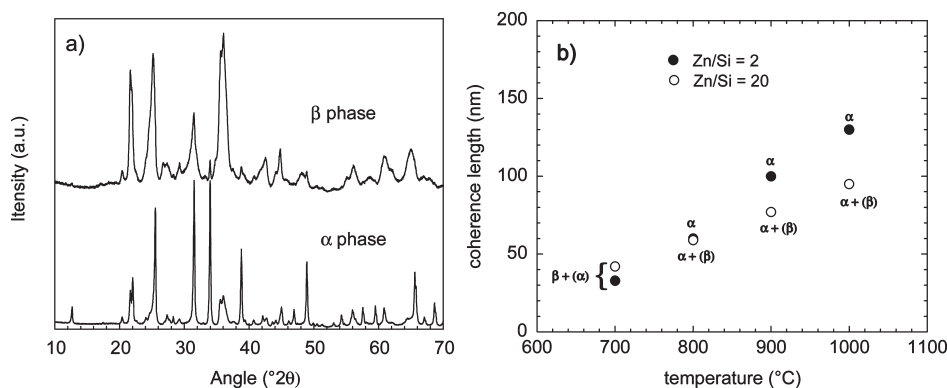 a)
β phase
α phase
Itensity (a.u.)
10 20 30 40 50 60 70
Angle (°2θ)
b)
Zn/Si = 2
Zn/Si = 20
coherence length (nm)
200
150
100
50
0
α
α
α + (β)
α
α + (β)
α + (β)
β + (α) {
600 700 800 900 1000 1100
temperature (°C)